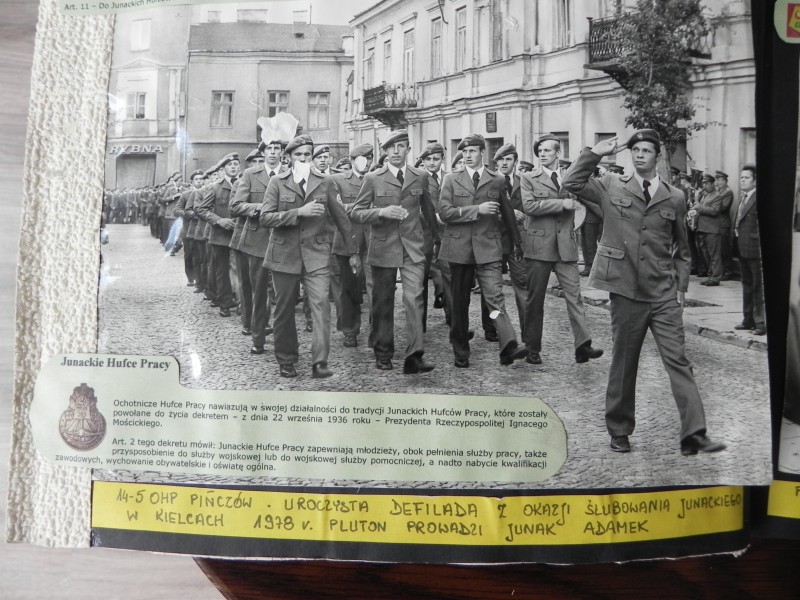 Art. 11 – Do Junackich Hufców
RYBNA
Junackie Hufce Pracy
Ochotnicze Hufce Pracy nawiazują w swojej działalności do tradycji Junackich Hufców Pracy, które zostały
powołane do życia dekretem – z dnia 22 września 1936 roku – Prezydenta Rzeczypospolitej Ignacego
Mościckiego.
Art. 2 tego dekretu mówił: Junackie Hufce Pracy zapewniają młodzieży, obok pełnienia służby pracy, także
przysposobienie do służby wojskowej lub do wojskowej służby pomocniczej, a nadto nabycie kwalifikacji
zawodowych, wychowanie obywatelskie i oświatę ogólną.
14-5 OHP PIŃCZÓW . UROCZYSTA DEFILADA Z OKAZJI ŚLUBOWANIA JUNACKIEGO
W KIELCACH 1978 r. PLUTON PROWADZI JUNAK ADAMEK